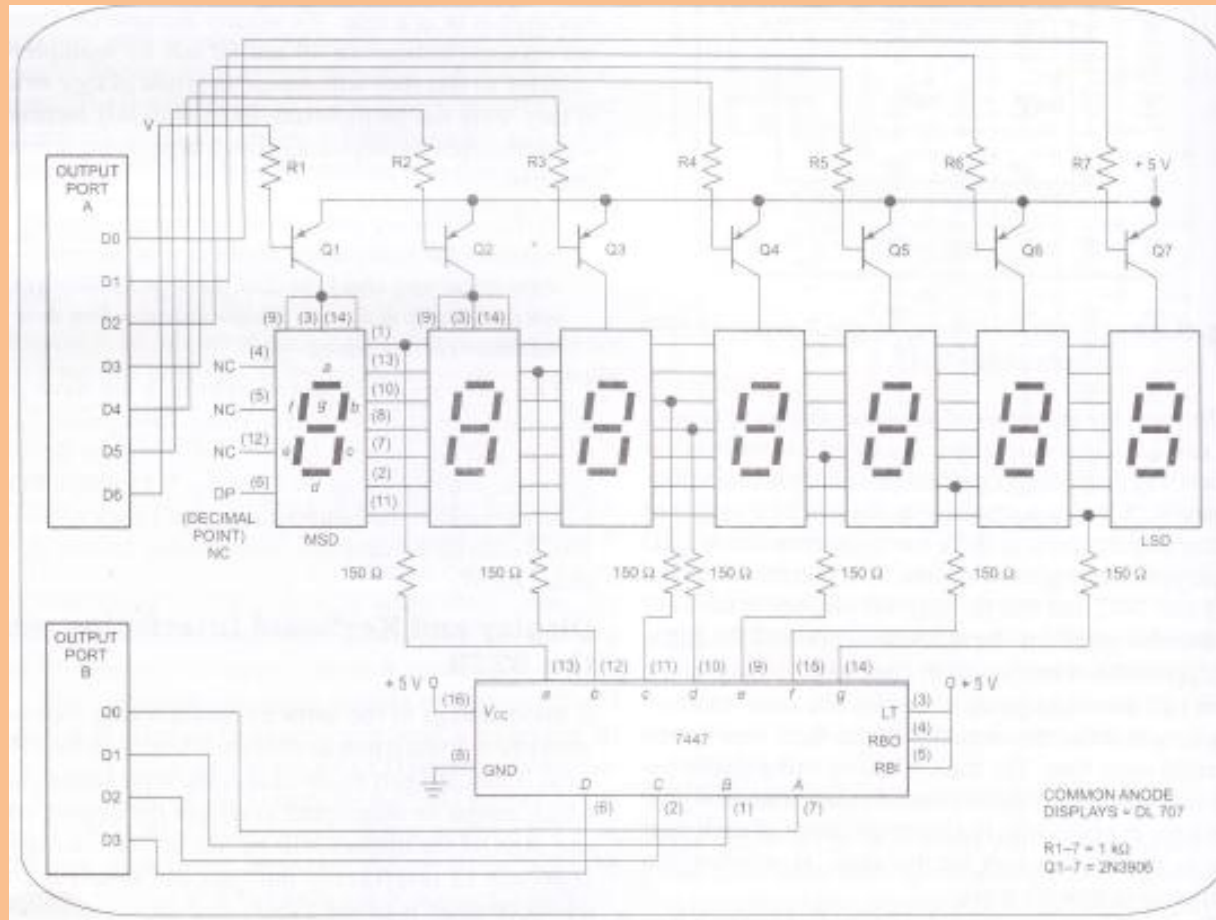 V
R1
R2
R3
R4
R5
R6
R7
+ 5 V
OUTPUT
PORT
A
D0
D1
D2
D3
D4
D5
D6
Q1
Q2
Q3
Q4
Q5
Q6
Q7
(9) (3) (14)
(9) (3) (14)
(1)
(13)
(10)
(8)
(7)
(2)
(11)
NC (4)
NC (5)
NC (12)
DP (6)
(DECIMAL
POINT)
NC
a
f g b
e c
d
MSD
LSD
150 Ω
150 Ω
150 Ω
150 Ω
150 Ω
150 Ω
150 Ω
OUTPUT
PORT
B
D0
D1
D2
D3
(13) (12) (11) (10) (9) (15) (14)
a b c d e f g
+ 5 V
(16)
VCC
(8)
GND
7447
+ 5 V
LT (3)
RBO (4)
RBI (5)
D C B A
(6) (2) (1) (7)
COMMON ANODE
DISPLAYS = DL 707
R1–7 = 1 kΩ
Q1–7 = 2N3906